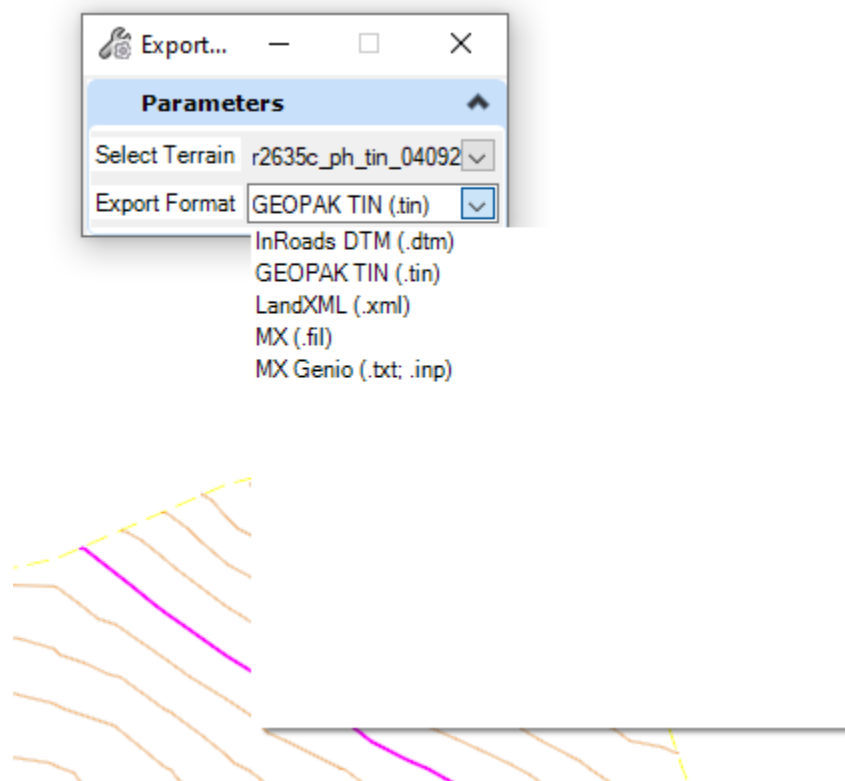 Export...
Parameters
Select Terrain r2635c_ph_tin_04092
Export Format GEOPAK TIN (.tin)
InRoads DTM (.dtm)
GEOPAK TIN (.tin)
LandXML (.xml)
MX (.fil)
MX Genio (.txt; .inp)